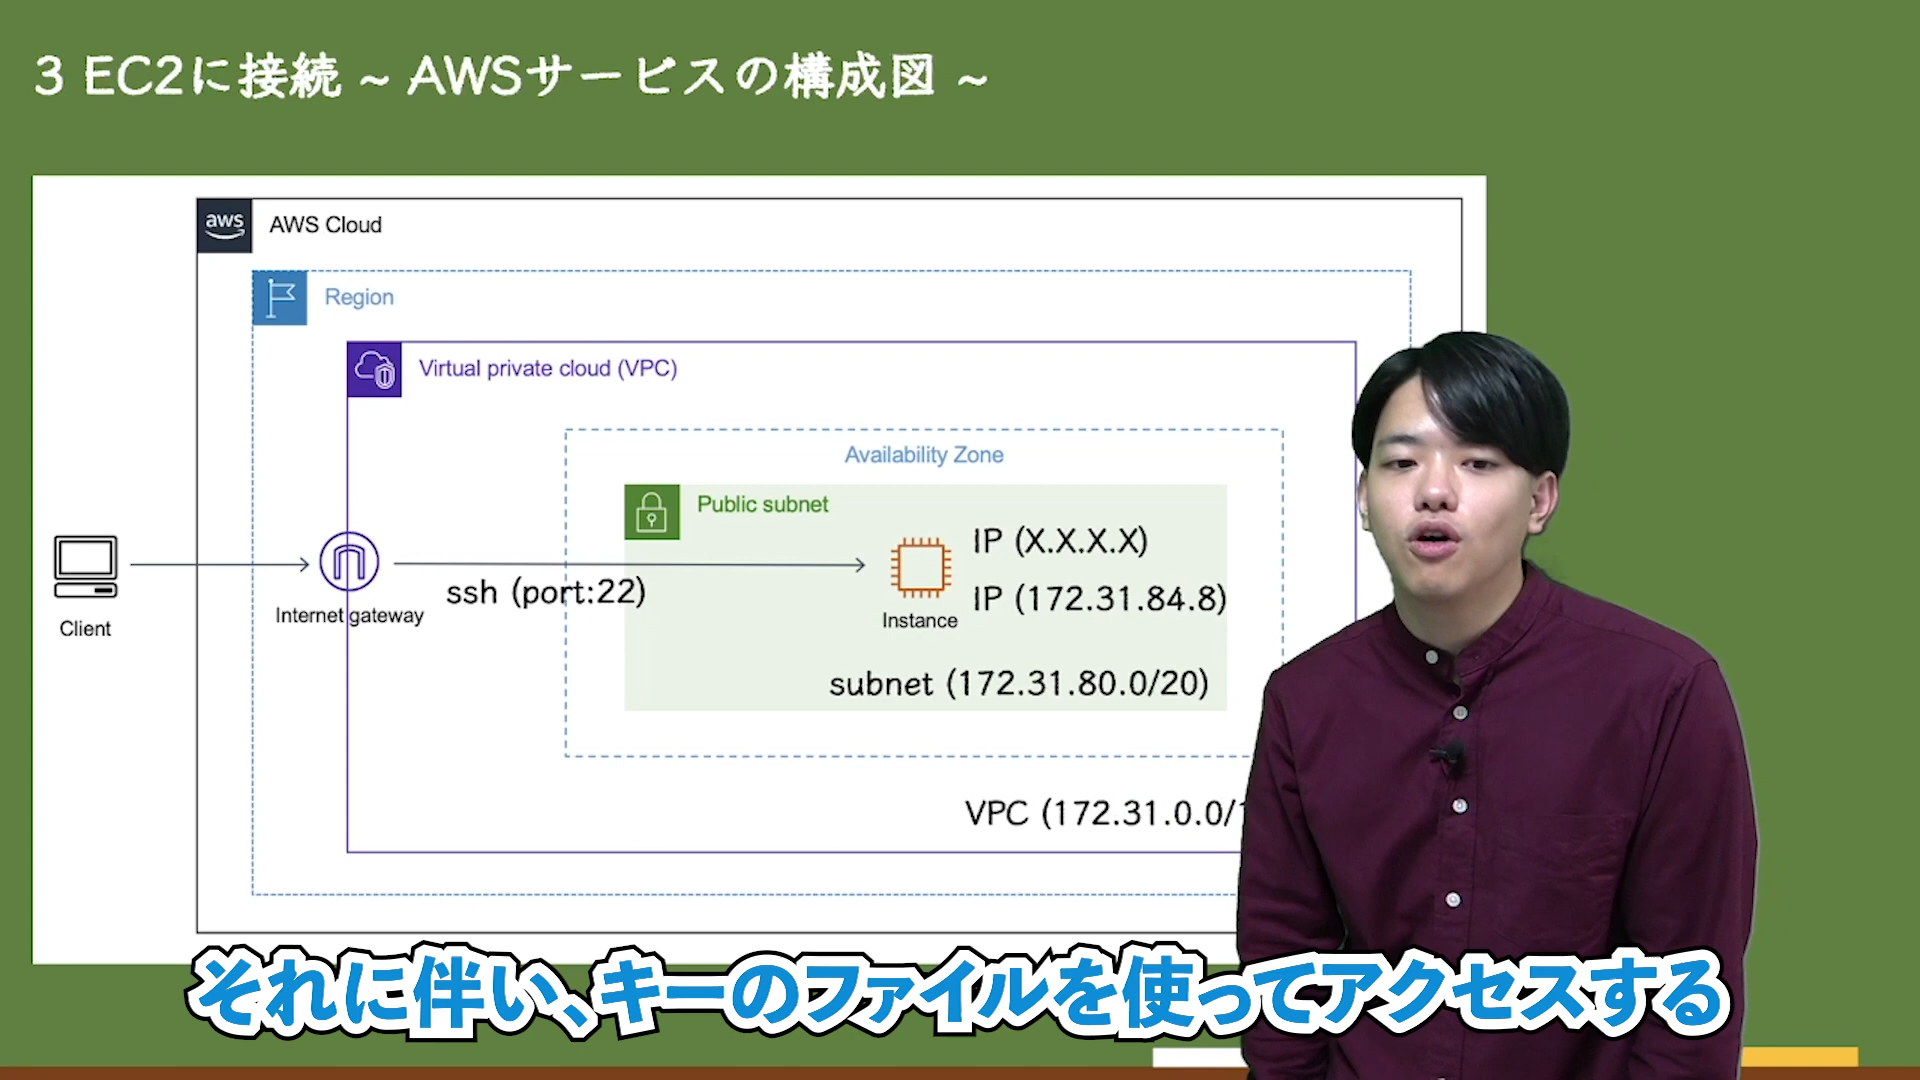 3 EC2に接続 ~ AWSサービスの構成図 ~
aws
AWS Cloud
Region
Virtual private cloud (VPC)
Availability Zone
Public subnet
IP (X.X.X.X)
ssh (port:22)
IP (172.31.84.8)
Internet gateway
Instance
Client
subnet (172.31.80.0/20)
VPC (172.31.0.0/
それに伴い、キーのファイルを使ってアクセスする